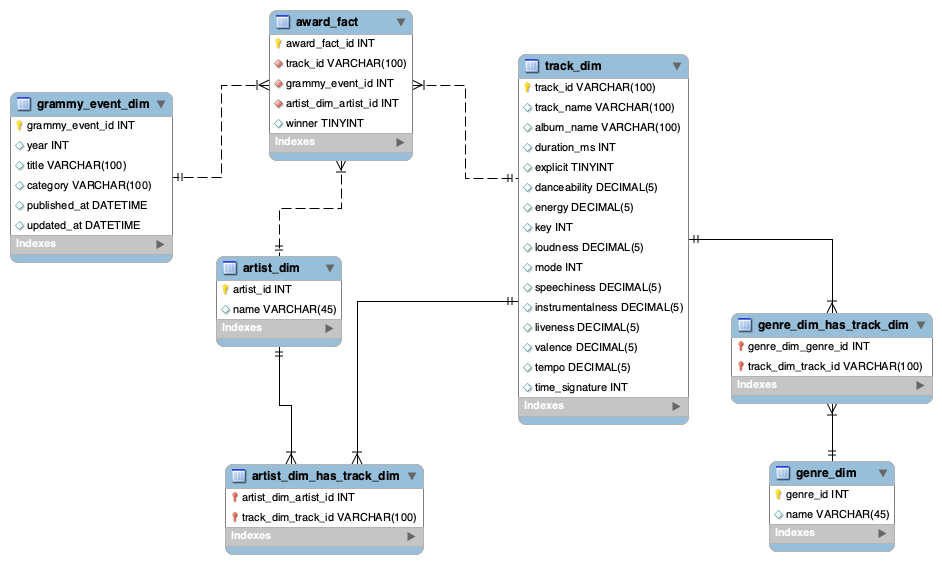 award_fact
award_fact_id INT
track_id VARCHAR(100)
grammy_event_id INT
artist_dim_artist_id INT
winner TINYINT
Indexes
grammy_event_dim
grammy_event_id INT
year INT
title VARCHAR(100)
category VARCHAR(100)
published_at DATETIME
updated_at DATETIME
Indexes
track_dim
track_id VARCHAR(100)
track_name VARCHAR(100)
album_name VARCHAR(100)
duration_ms INT
explicit TINYINT
danceability DECIMAL(5)
energy DECIMAL(5)
key INT
loudness DECIMAL(5)
mode INT
speechiness DECIMAL(5)
instrumentalness DECIMAL(5)
liveness DECIMAL(5)
valence DECIMAL(5)
tempo DECIMAL(5)
time_signature INT
Indexes
artist_dim
artist_id INT
name VARCHAR(45)
Indexes
genre_dim_has_track_dim
genre_dim_genre_id INT
track_dim_track_id VARCHAR(100)
Indexes
artist_dim_has_track_dim
artist_dim_artist_id INT
track_dim_track_id VARCHAR(100)
Indexes
genre_dim
genre_id INT
name VARCHAR(45)
Indexes